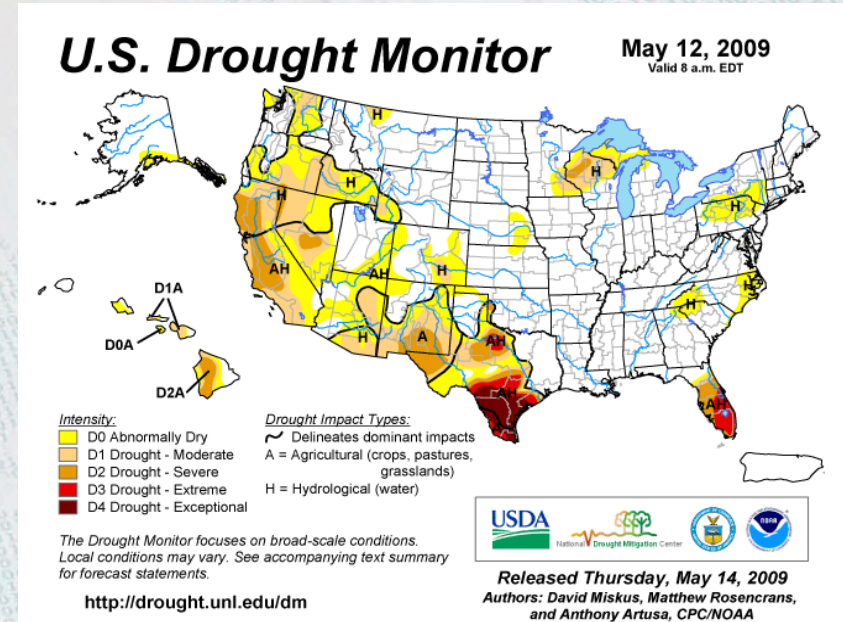 U.S. Drought Monitor
May 12, 2009
Valid 8 a.m. EDT
H
H
H
H
H
H
H
AH
AH
H
H
A
AH
AH
A
AH
D1A
D0A
D2A
Intensity:
D0 Abnormally Dry
D1 Drought - Moderate
D2 Drought - Severe
D3 Drought - Extreme
D4 Drought - Exceptional
Drought Impact Types:
Delineates dominant impacts
A = Agricultural (crops, pastures,
grasslands)
H = Hydrological (water)
The Drought Monitor focuses on broad-scale conditions.
Local conditions may vary. See accompanying text summary
for forecast statements.
http://drought.unl.edu/dm
USDA
National Drought Mitigation Center
NOAA
Released Thursday, May 14, 2009
Authors: David Miskus, Matthew Rosencrans,
and Anthony Artusa, CPC/NOAA